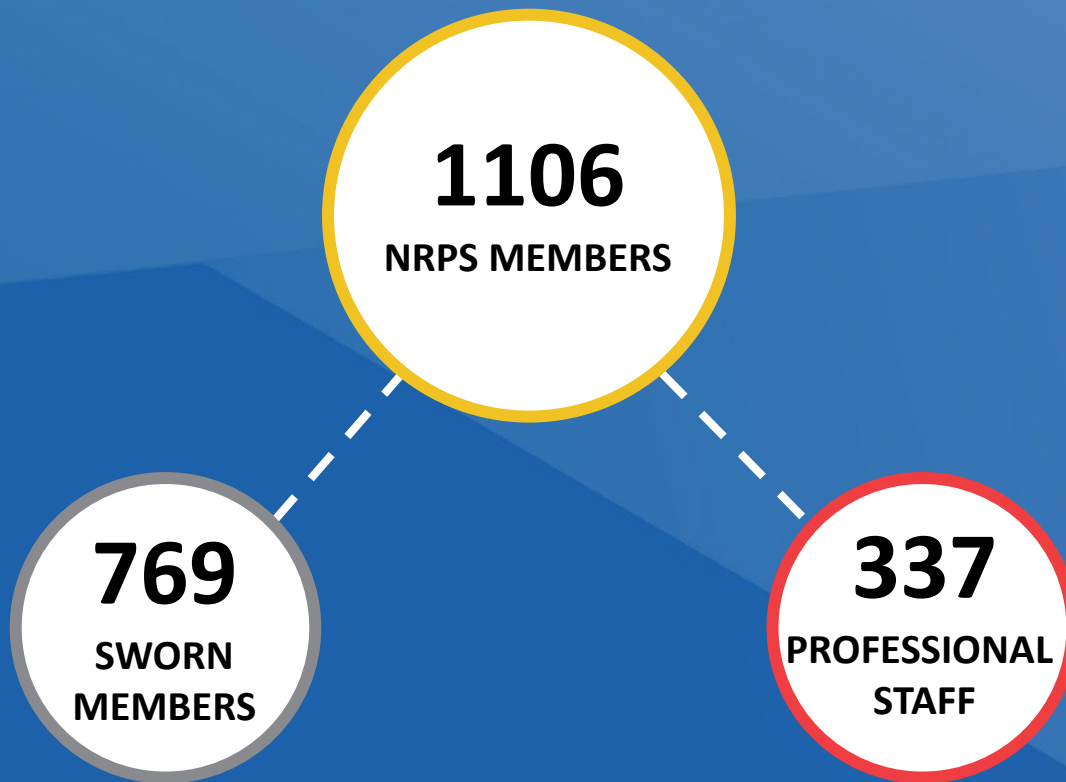 1106
NRPS MEMBERS
769
SWORN
MEMBERS
337
PROFESSIONAL
STAFF